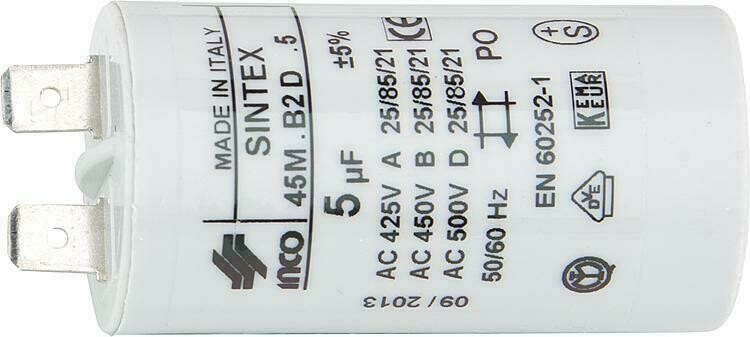 MADE IN ITALY
SINTEX
INCO 45M.B2D.5
5 µF ±5%
AC 425V A 25/85/21 CE
AC 450V B 25/85/21
AC 500V D 25/85/21
50/60 Hz PO
EN 60252-1
KEMA
KEUR
VDE
S
09/2013